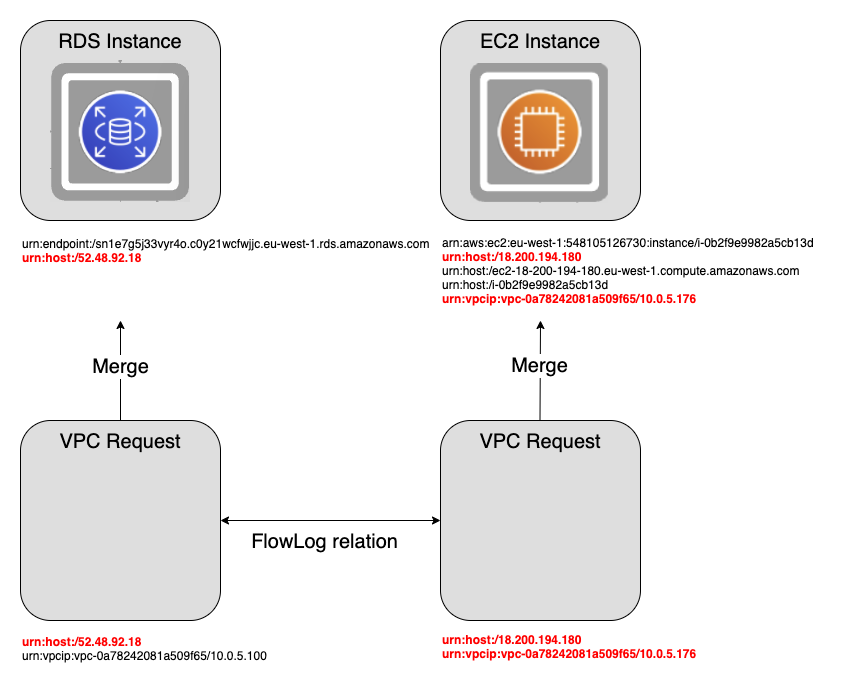 RDS Instance
EC2 Instance
urn:endpoint:/sn1e7g5j33vyr4o.c0y21wcfwjjc.eu-west-1.rds.amazonaws.com
urn:host:/52.48.92.18
arn:aws:ec2:eu-west-1:548105126730:instance/i-0b2f9e9982a5cb13d
urn:host:/18.200.194.180
urn:host:/ec2-18-200-194-180.eu-west-1.compute.amazonaws.com
urn:host:/i-0b2f9e9982a5cb13d
urn:vpcip:vpc-0a78242081a509f65/10.0.5.176
Merge
Merge
VPC Request
VPC Request
FlowLog relation
urn:host:/52.48.92.18
urn:vpcip:vpc-0a78242081a509f65/10.0.5.100
urn:host:/18.200.194.180
urn:vpcip:vpc-0a78242081a509f65/10.0.5.176